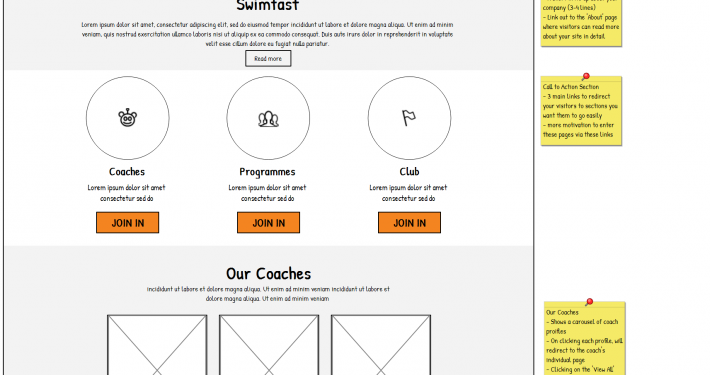 Swimfast
Lorem ipsum dolor sit amet, consectetur adipiscing elit, sed do eiusmod tempor incididunt ut labore et dolore magna aliqua. Ut enim ad minim
veniam, quis nostrud exercitation ullamco laboris nisi ut aliquip ex ea commodo consequat. Duis aute irure dolor in reprehenderit in voluptate
velit esse cillum dolore eu fugiat nulla pariatur.
Read more
Coaches
Lorem ipsum dolor sit amet
consectetur sed do
JOIN IN
Programmes
Lorem ipsum dolor sit amet
consectetur sed do
JOIN IN
Club
Lorem ipsum dolor sit amet
consectetur sed do
JOIN IN
Our Coaches
incididunt ut labore et dolore magna aliqua. Ut enim ad minim veniam incididunt ut labore et
dolore magna aliqua. Ut enim ad minim veniam
company (3-4 lines)
- Link out to the 'About' page
where visitors can read more
about your site in detail
Call to Action Section
- 3 main links to redirect
your visitors to sections you
want them to go easily
- more motivation to enter
these pages via these links
Our Coaches
- Shows a carousel of coach
profiles
- On clicking each profile, will
redirect to the coach's
individual page
- Clicking on the 'View All'